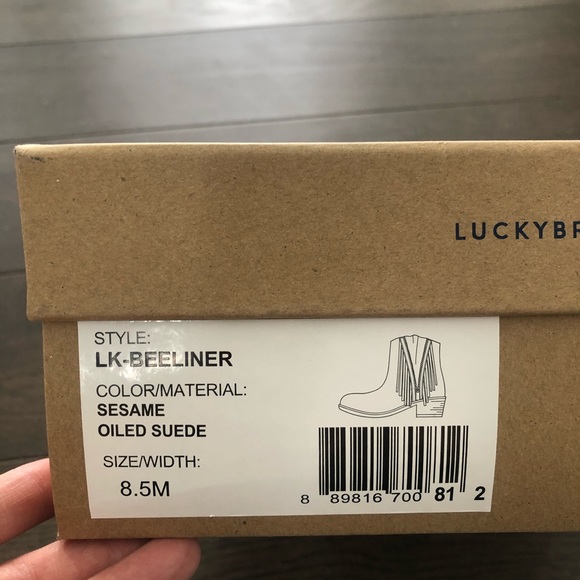 LUCKYBR
STYLE:
LK-BEELINER
COLOR/MATERIAL:
SESAME
OILED SUEDE
SIZE/WIDTH:
8.5M
8 89816 700 81 2